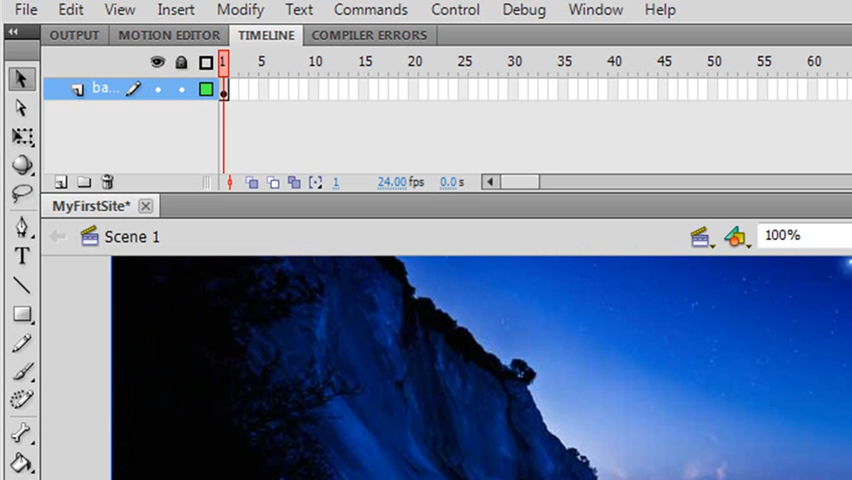 File Edit View Insert Modify Text Commands Control Debug Window Help
OUTPUT MOTION EDITOR TIMELINE COMPILER ERRORS
1 5 10 15 20 25 30 35 40 45 50 55 60
ba...
1 24.00 fps 0.0 s
MyFirstSite*
Scene 1 100%
T